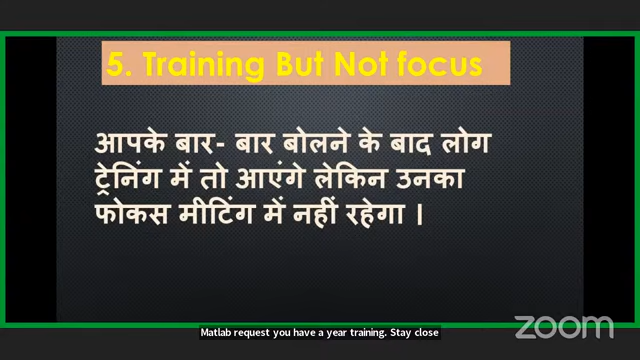 5. Training But Not focus
आपके बार- बार बोलने के बाद लोग
ट्रेनिंग में तो आएंगे लेकिन उनका
फोकस मीटिंग में नहीं रहेगा ।
zoom
Matlab request you have a year training. Stay close